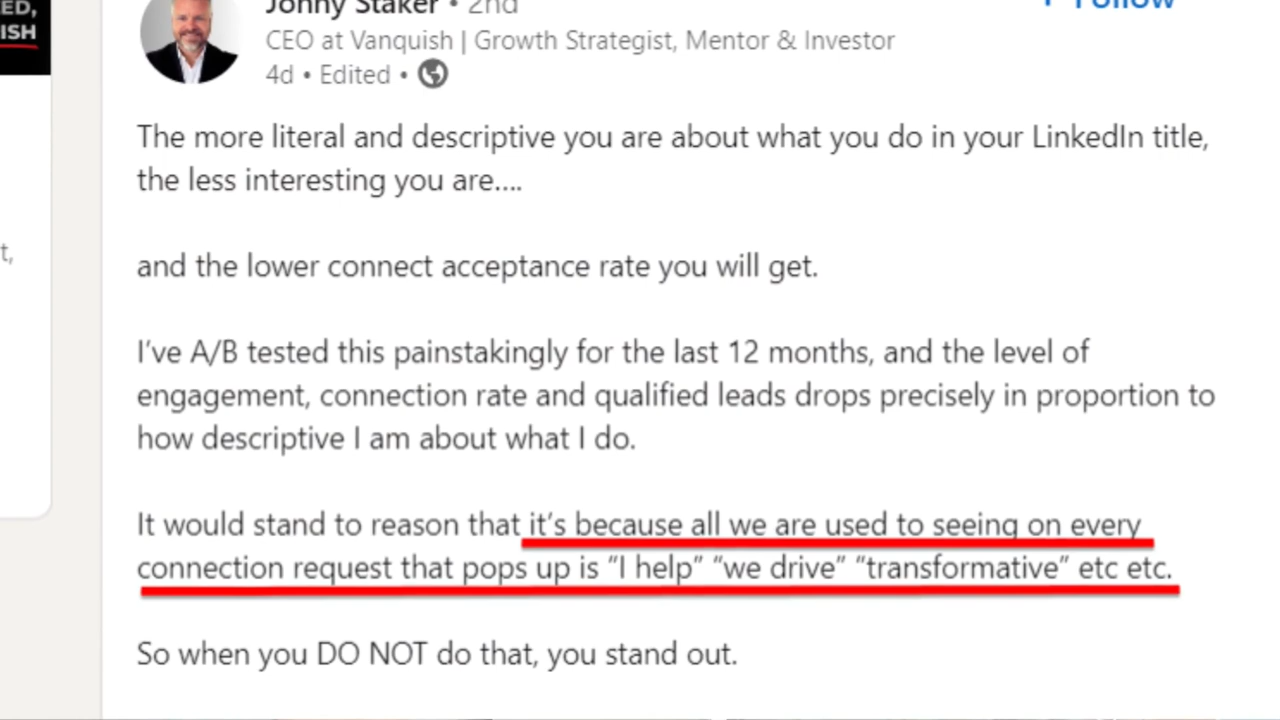 ED,
ISH
t,
Jonny Staker • 2nd
+ Follow
CEO at Vanquish | Growth Strategist, Mentor & Investor
4d • Edited •
The more literal and descriptive you are about what you do in your LinkedIn title,
the less interesting you are....
and the lower connect acceptance rate you will get.
I’ve A/B tested this painstakingly for the last 12 months, and the level of
engagement, connection rate and qualified leads drops precisely in proportion to
how descriptive I am about what I do.
It would stand to reason that it’s because all we are used to seeing on every
connection request that pops up is “I help” “we drive” “transformative” etc etc.
So when you DO NOT do that, you stand out.